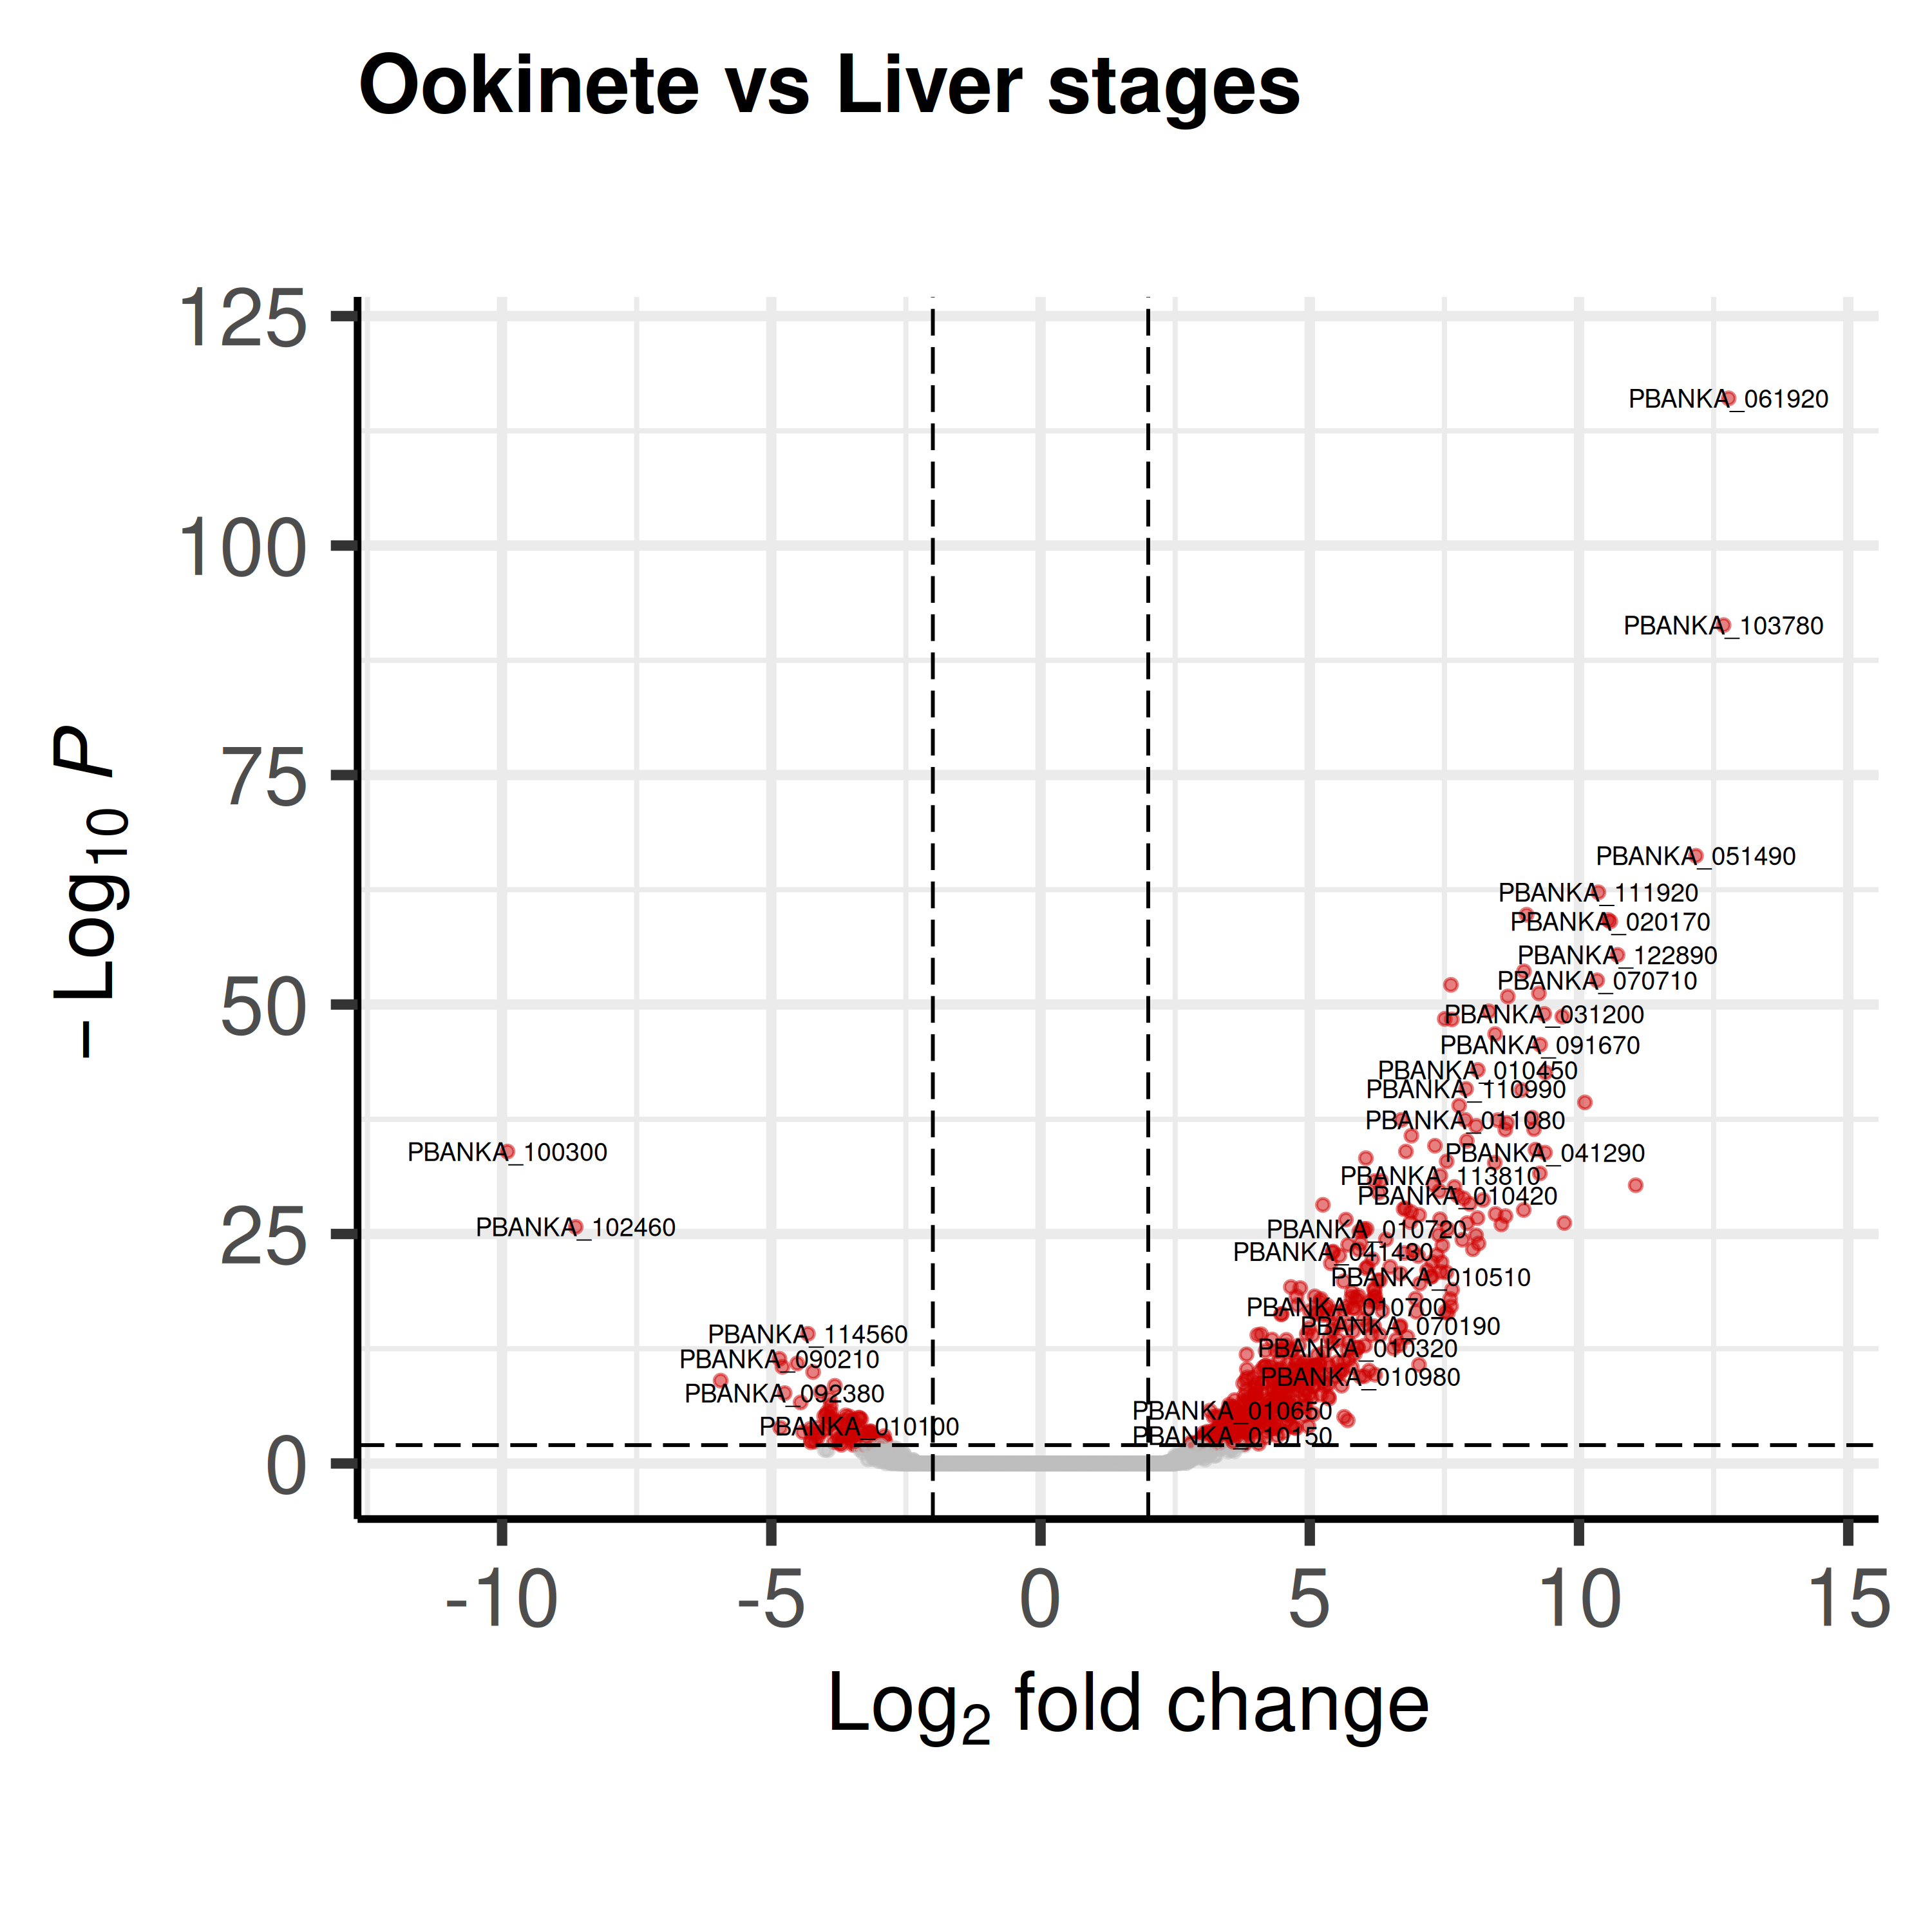 Ookinete vs Liver stages
125
100
75
50
25
0
− Log10 P
PBANKA_061920
PBANKA_103780
PBANKA_051490
PBANKA_111920
PBANKA_020170
PBANKA_122890
PBANKA_070710
PBANKA_031200
PBANKA_091670
PBANKA_010450
PBANKA_110990
PBANKA_011080
PBANKA_100300
PBANKA_041290
PBANKA_113810
PBANKA_010420
PBANKA_102460
PBANKA_010720
PBANKA_041430
PBANKA_010510
PBANKA_010700
PBANKA_070190
PBANKA_114560
PBANKA_010320
PBANKA_090210
PBANKA_010980
PBANKA_092380
PBANKA_010650
PBANKA_010100
PBANKA_010150
-10 -5 0 5 10 15
Log2 fold change